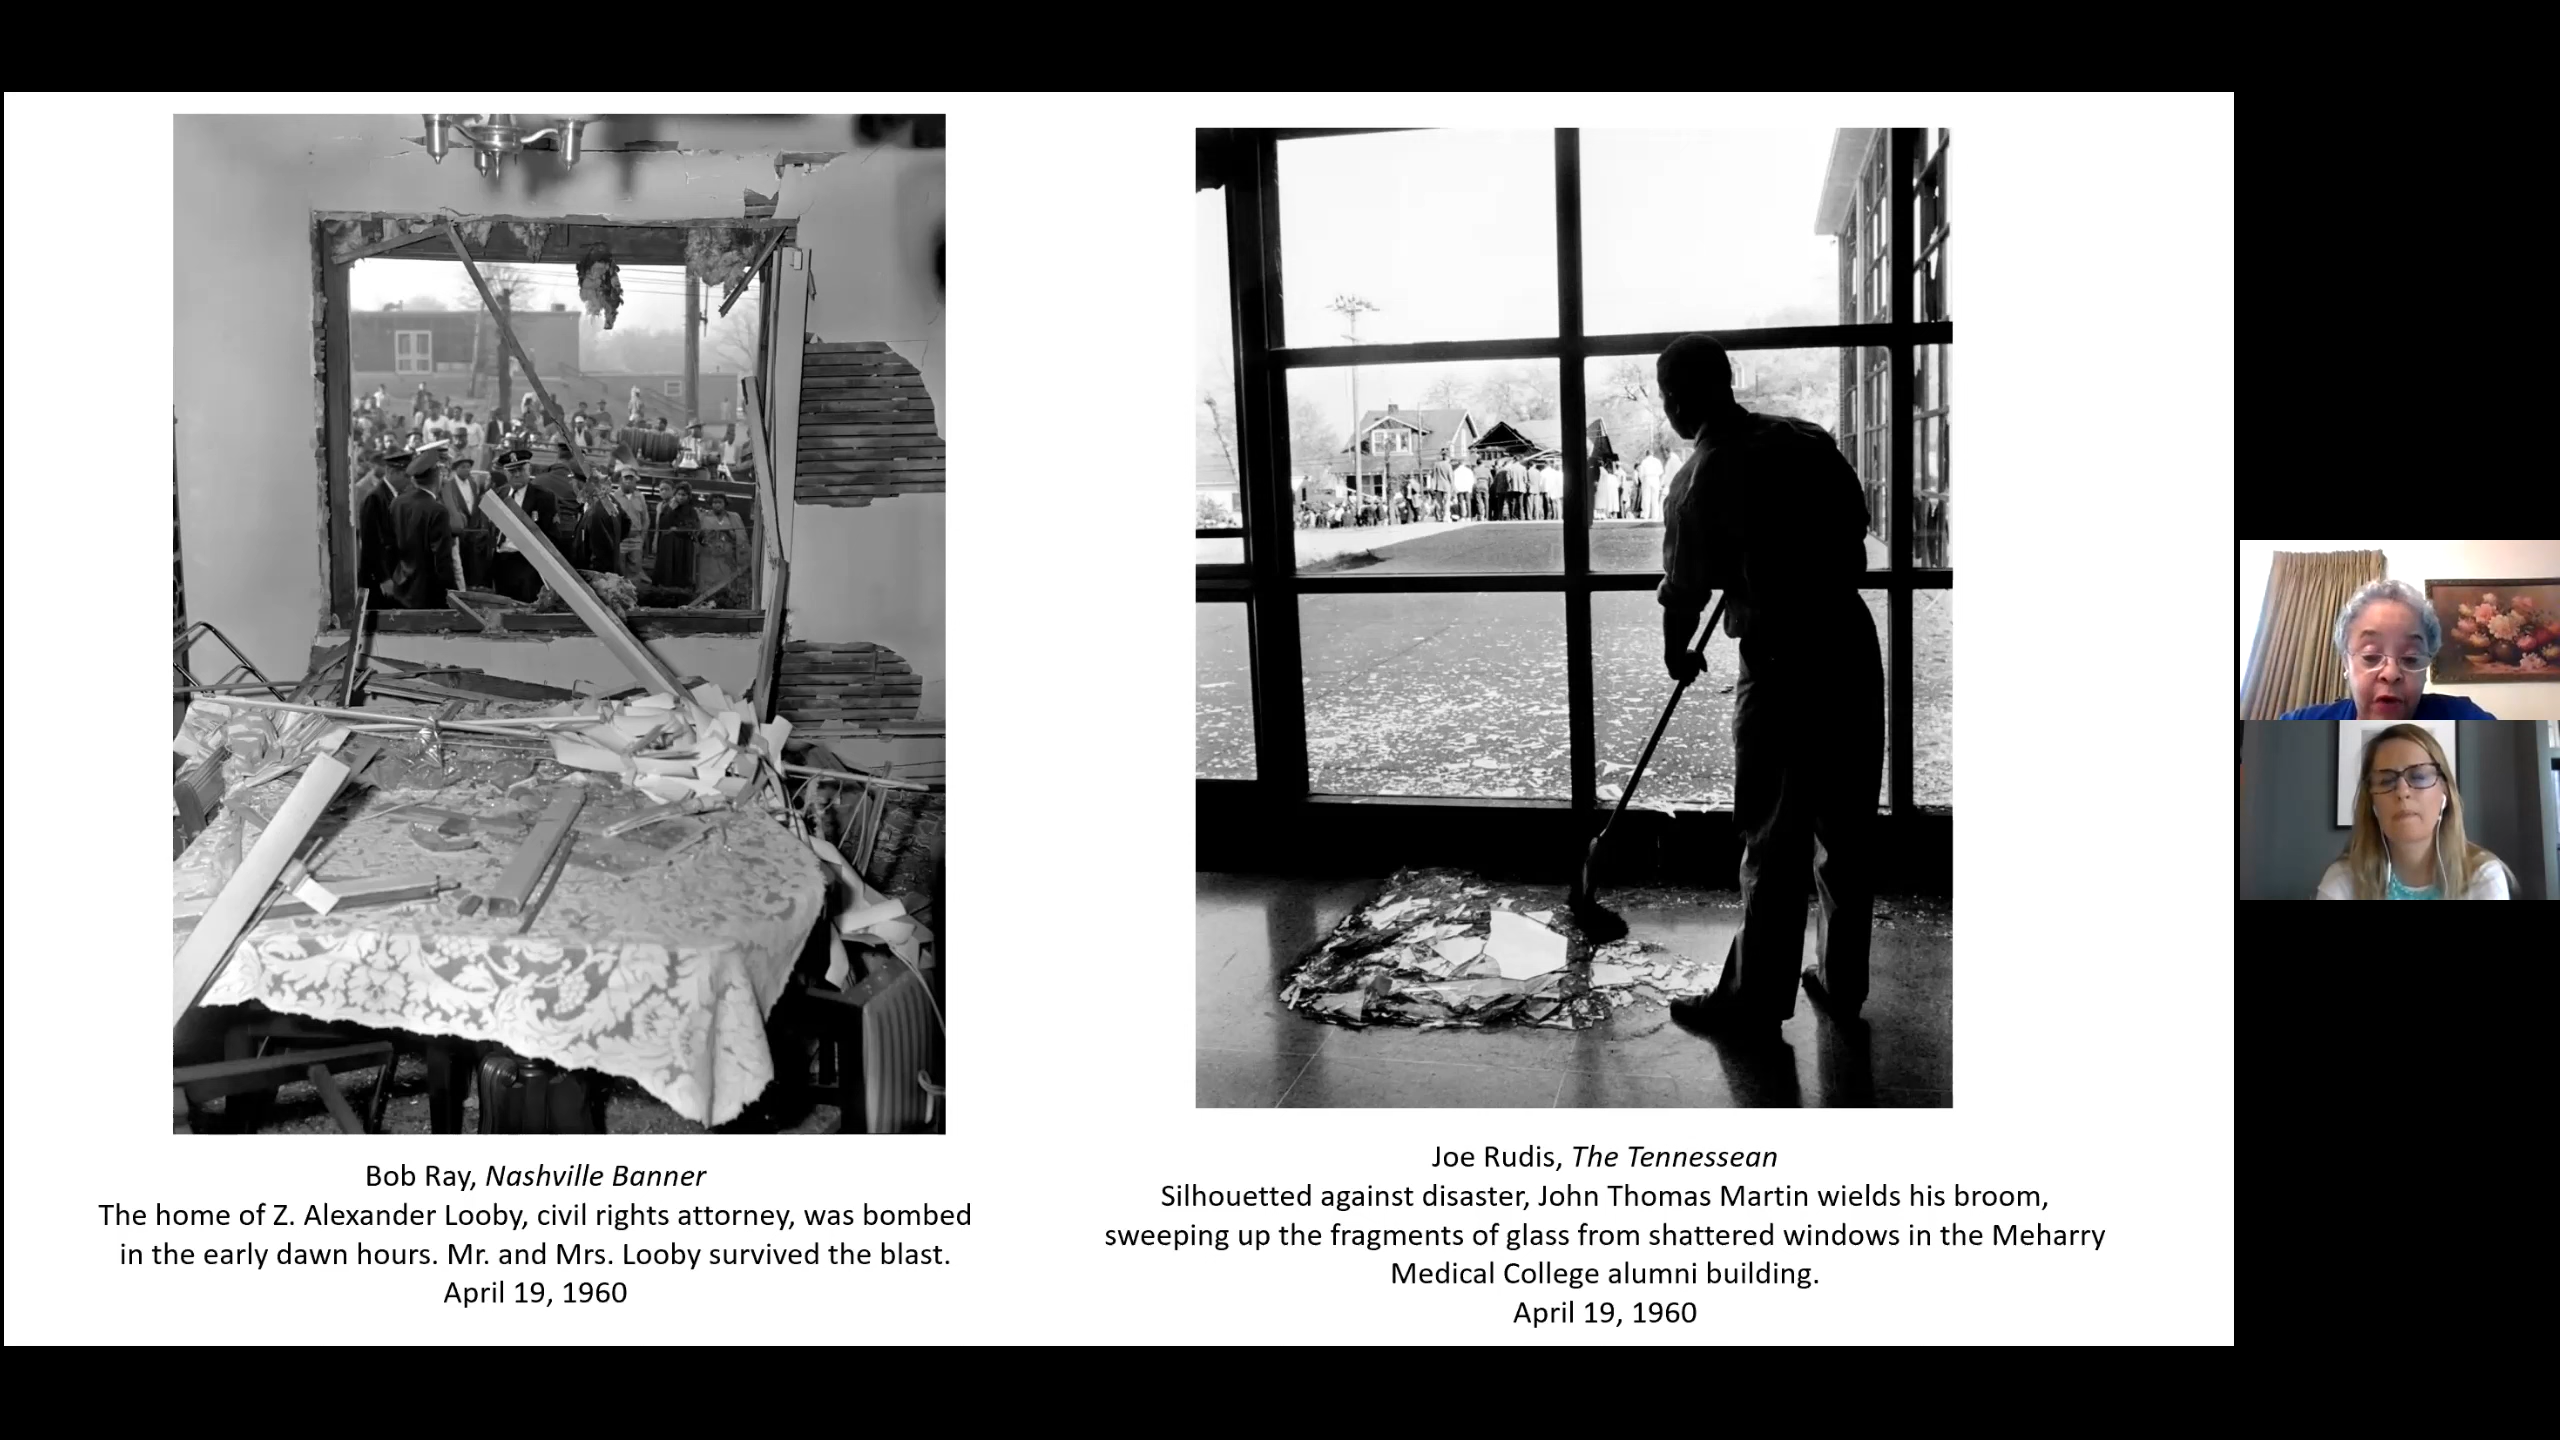 Bob Ray, Nashville Banner
The home of Z. Alexander Looby, civil rights attorney, was bombed
in the early dawn hours. Mr. and Mrs. Looby survived the blast.
April 19, 1960
Joe Rudis, The Tennessean
Silhouetted against disaster, John Thomas Martin wields his broom,
sweeping up the fragments of glass from shattered windows in the Meharry
Medical College alumni building.
April 19, 1960